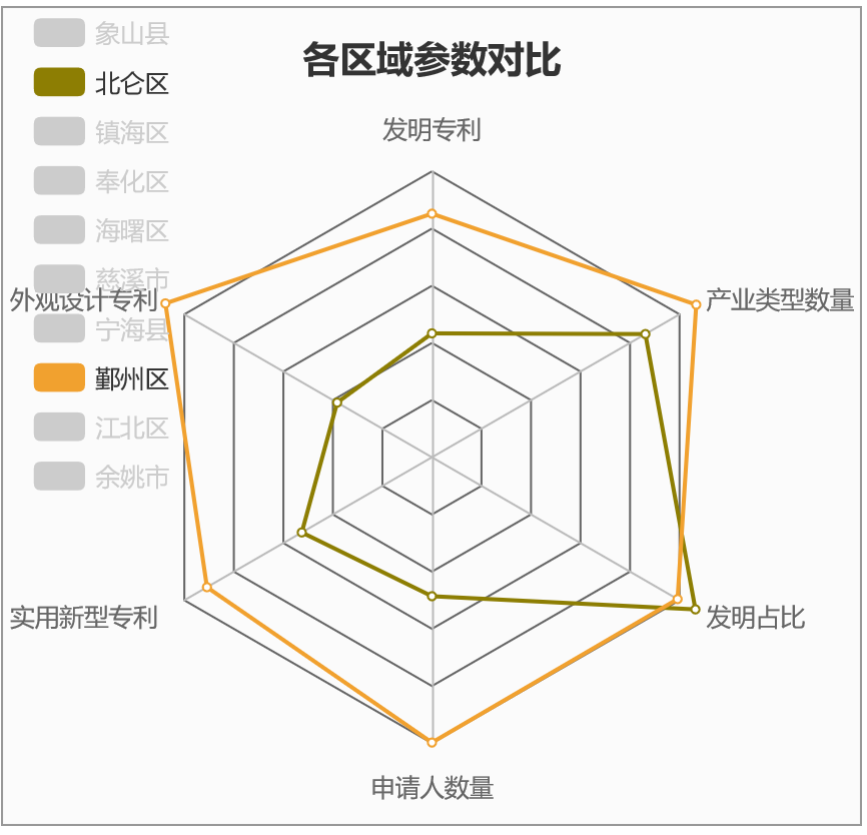 各区域参数对比
象山县
北仑区
镇海区
奉化区
海曙区
慈溪市
宁海县
鄞州区
江北区
余姚市
发明专利
外观设计专利
产业类型数量
实用新型专利
发明占比
申请人数量